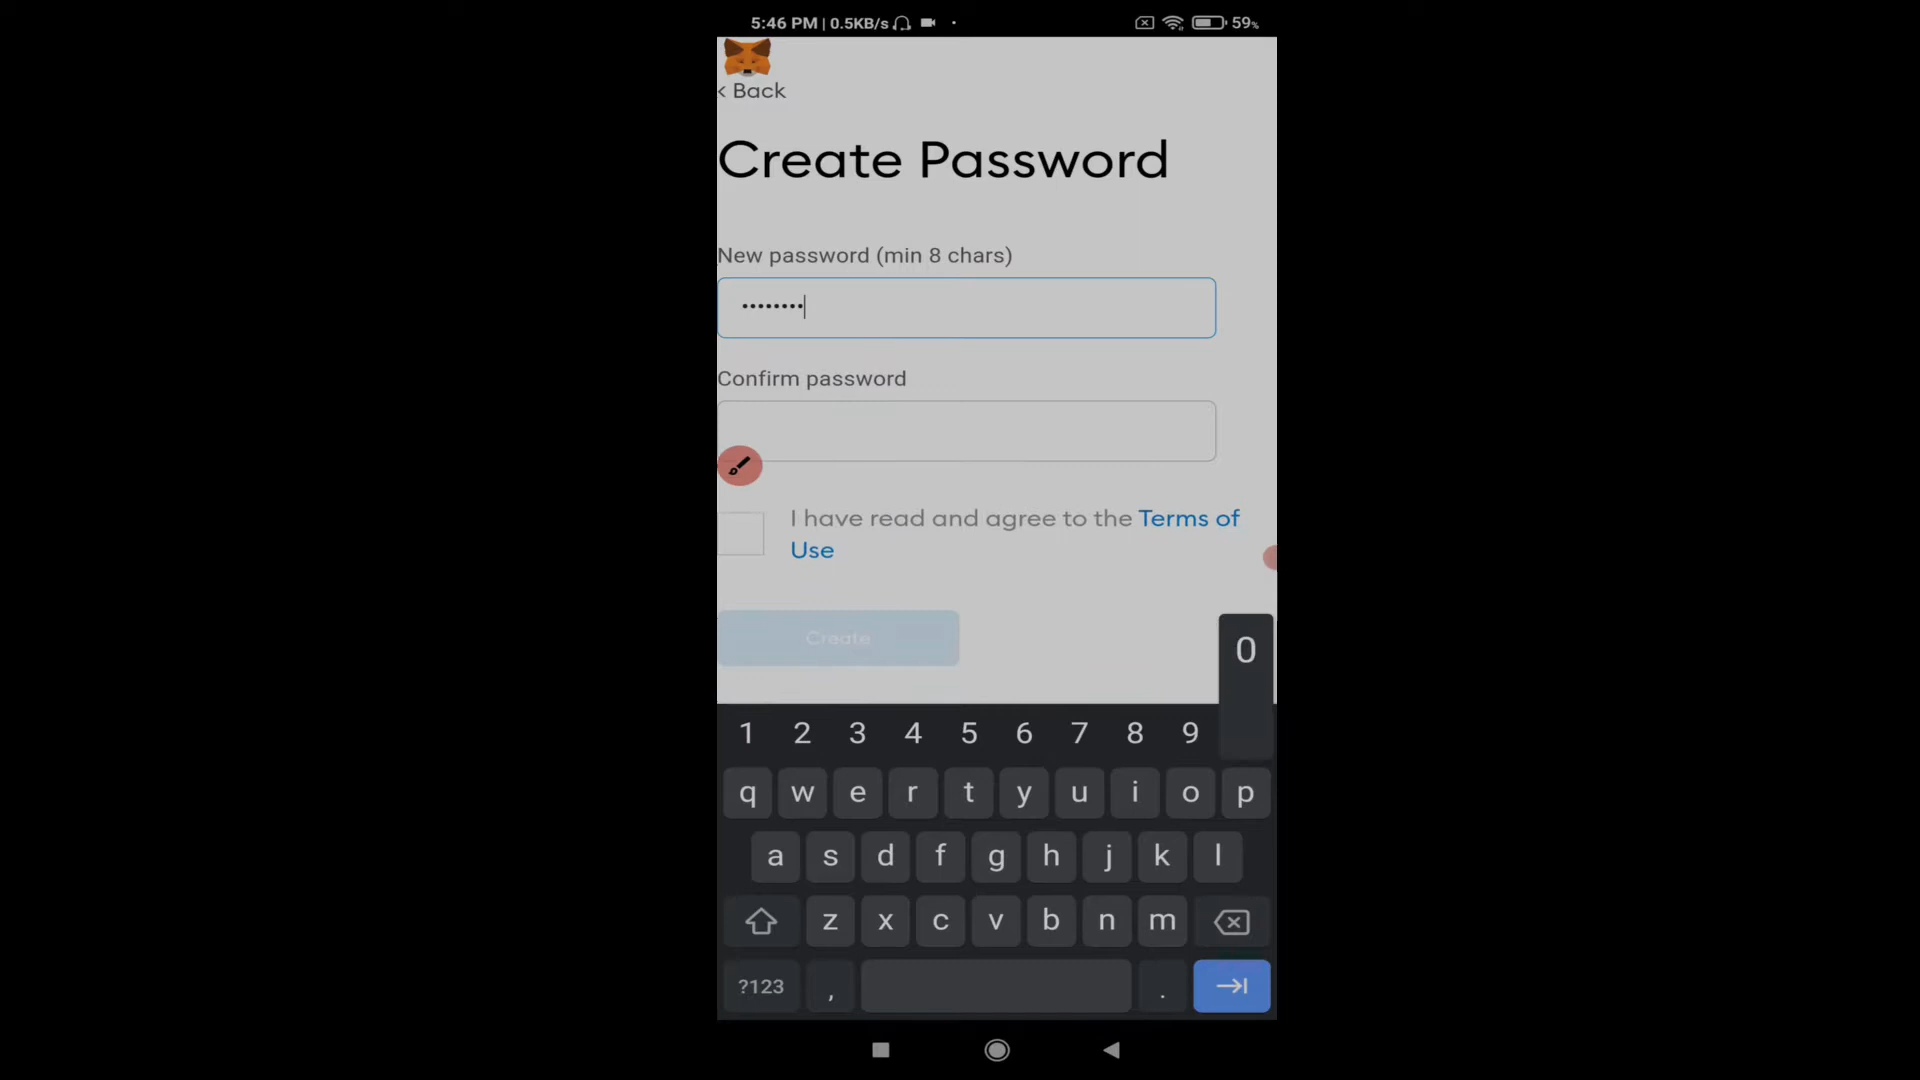 5:46 PM | 0.5KB/s 59%
< Back
Create Password
New password (min 8 chars)
••••••••
Confirm password
I have read and agree to the Terms of
Use
Create
0
1 2 3 4 5 6 7 8 9
q w e r t y u i o p
a s d f g h j k l
z x c v b n m
?123 , .